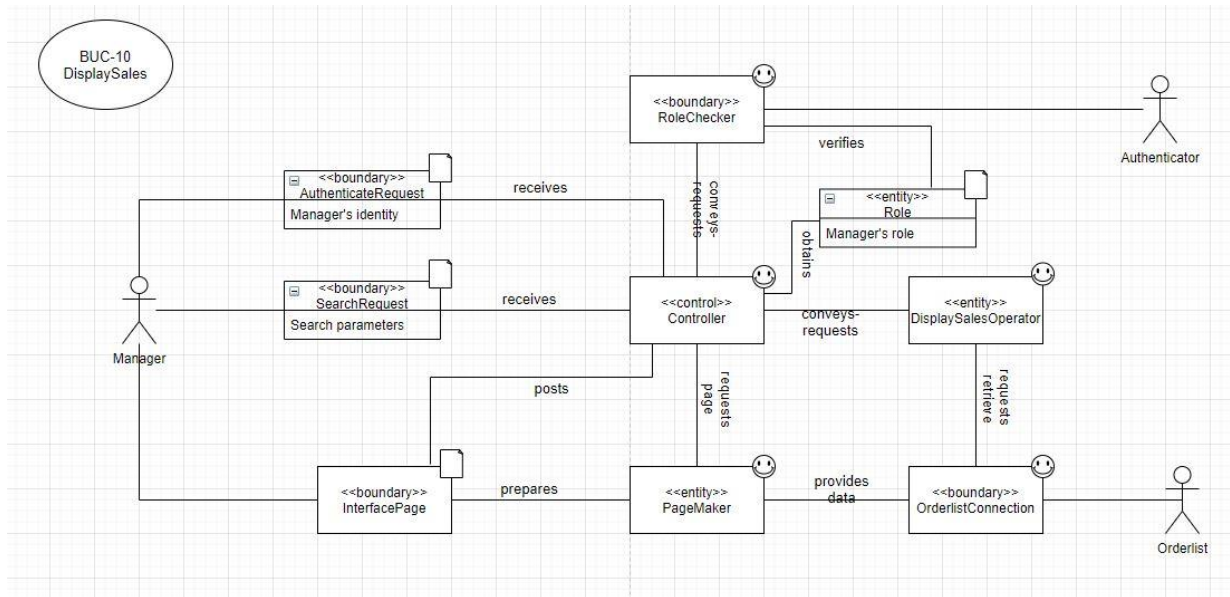 BUC-10
DisplaySales
<<boundary>>
RoleChecker
Authenticator
verifies
<<boundary>>
AuthenticateRequest
Manager's identity
receives
conveys-
requests
<<entity>>
Role
Manager's role
obtains
<<boundary>>
SearchRequest
Search parameters
receives
<<control>>
Controller
conveys-
requests
<<entity>>
DisplaySalesOperator
Manager
posts
requests
page
requests
retrieve
<<boundary>>
InterfacePage
prepares
<<entity>>
PageMaker
provides
data
<<boundary>>
OrderlistConnection
Orderlist